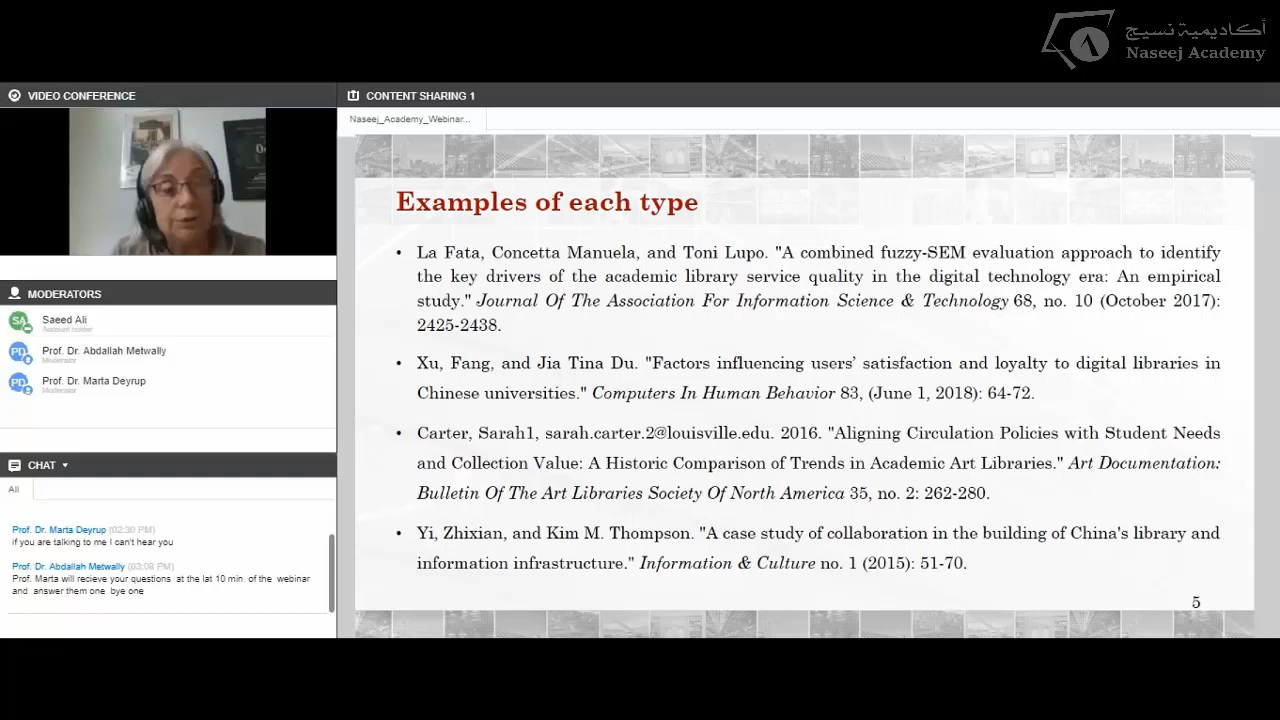 أكاديمية نسيج
Naseej Academy
VIDEO CONFERENCE
MODERATORS
SA
Saeed Ali
Account holder
PD
Prof. Dr. Abdallah Metwally
Moderator
PD
Prof. Dr. Marta Deyrup
Moderator
CHAT
All
Prof. Dr. Marta Deyrup (02:30 PM)
if you are talking to me I can't hear you
Prof. Dr. Abdallah Metwally (03:08 PM)
Prof. Marta will recieve your questions at the lat 10 min. of the webinar
and answer them one bye one
CONTENT SHARING 1
Naseej_Academy_Webinar...
Examples of each type
• La Fata, Concetta Manuela, and Toni Lupo. "A combined fuzzy-SEM evaluation approach to identify
the key drivers of the academic library service quality in the digital technology era: An empirical
study." Journal Of The Association For Information Science & Technology 68, no. 10 (October 2017):
2425-2438.
• Xu, Fang, and Jia Tina Du. "Factors influencing users' satisfaction and loyalty to digital libraries in
Chinese universities." Computers In Human Behavior 83, (June 1, 2018): 64-72.
• Carter, Sarah1, sarah.carter.2@louisville.edu. 2016. "Aligning Circulation Policies with Student Needs
and Collection Value: A Historic Comparison of Trends in Academic Art Libraries." Art Documentation:
Bulletin Of The Art Libraries Society Of North America 35, no. 2: 262-280.
• Yi, Zhixian, and Kim M. Thompson. "A case study of collaboration in the building of China's library and
information infrastructure." Information & Culture no. 1 (2015): 51-70.
5